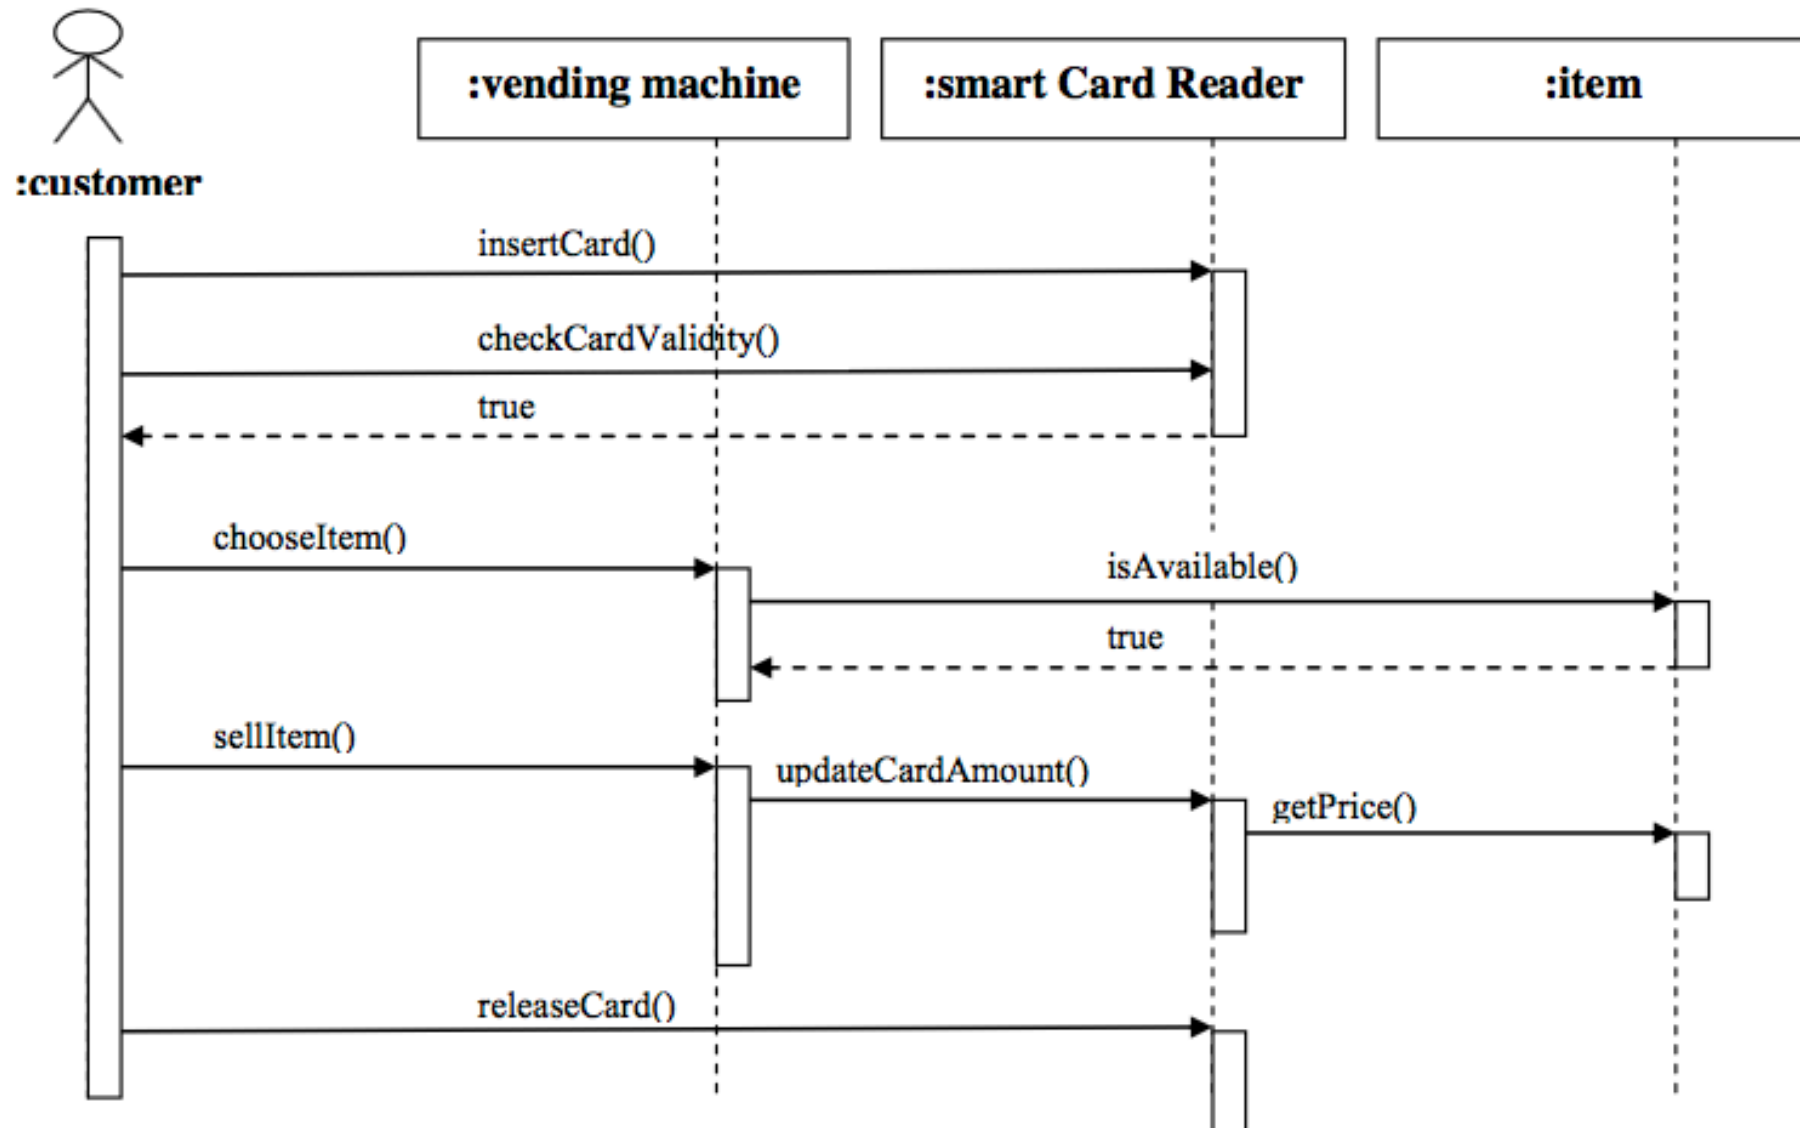 :vending machine
:smart Card Reader
:item
:customer
insertCard()
checkCardValidity()
true
chooseItem()
isAvailable()
true
sellItem()
updateCardAmount()
getPrice()
releaseCard()